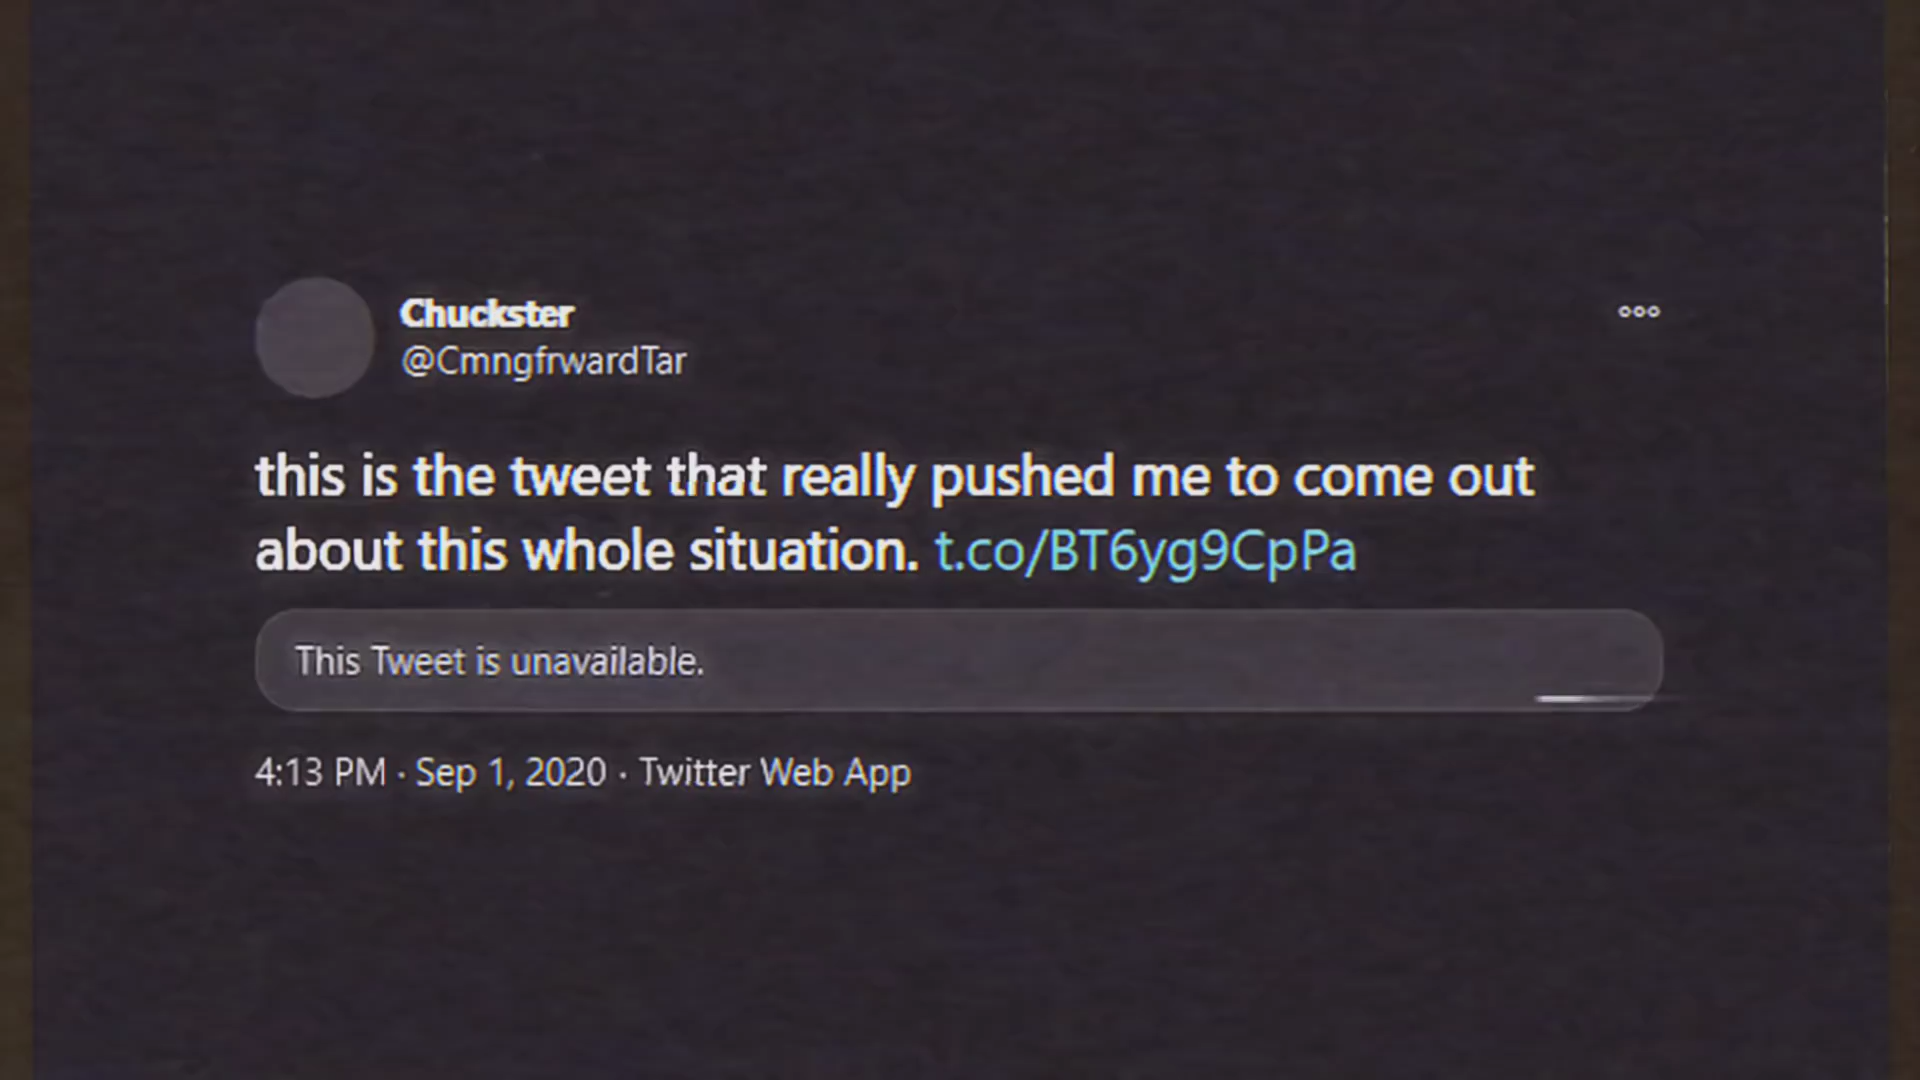 Chuckster
@CmngfrwardTar
this is the tweet that really pushed me to come out
about this whole situation. t.co/BT6yg9CpPa
This Tweet is unavailable.
4:13 PM · Sep 1, 2020 · Twitter Web App